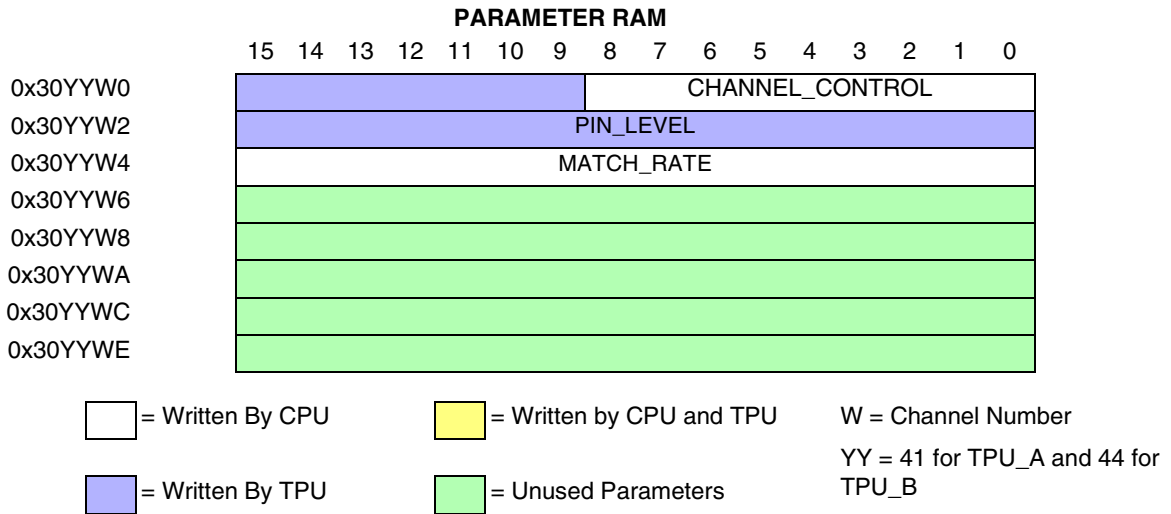 PARAMETER RAM
15 14 13 12 11 10 9 8 7 6 5 4 3 2 1 0
0x30YYW0 CHANNEL_CONTROL
0x30YYW2 PIN_LEVEL
0x30YYW4 MATCH_RATE
0x30YYW6
0x30YYW8
0x30YYWA
0x30YYWC
0x30YYWE
= Written By CPU = Written by CPU and TPU W = Channel Number
= Written By TPU = Unused Parameters YY = 41 for TPU_A and 44 for
TPU_B